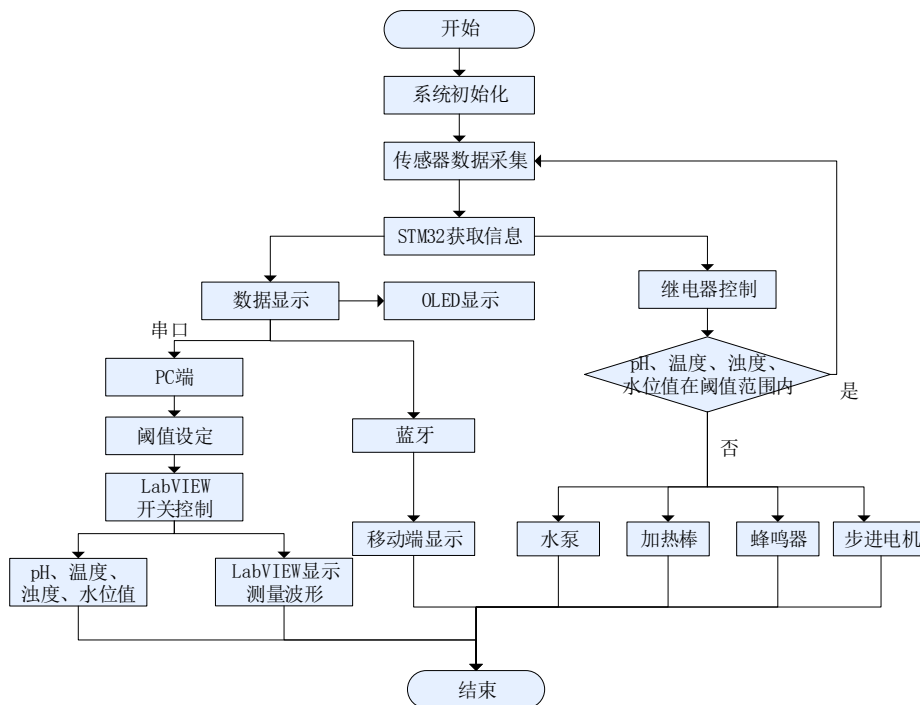 开始
系统初始化
传感器数据采集
STM32获取信息
数据显示
OLED显示
继电器控制
串口
PC端
pH、温度、浊度、
水位值在阈值范围内
是
阈值设定
蓝牙
否
LabVIEW
开关控制
移动端显示
水泵
加热棒
蜂鸣器
步进电机
pH、温度、
浊度、水位值
LabVIEW显示
测量波形
结束